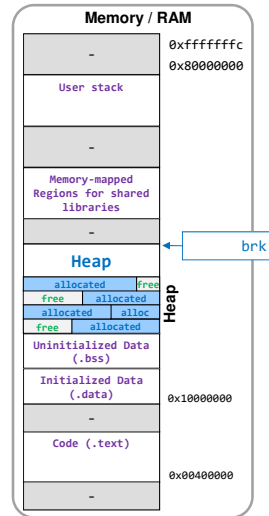 Memory / RAM
-
0xfffffffc
0x80000000
User stack
-
Memory-mapped
Regions for shared
libraries
-
brk
Heap
allocated free
free allocated
allocated alloc
free allocated
Heap
Uninitialized Data
(.bss)
Initialized Data
(.data)
0x10000000
-
Code (.text)
0x00400000
-